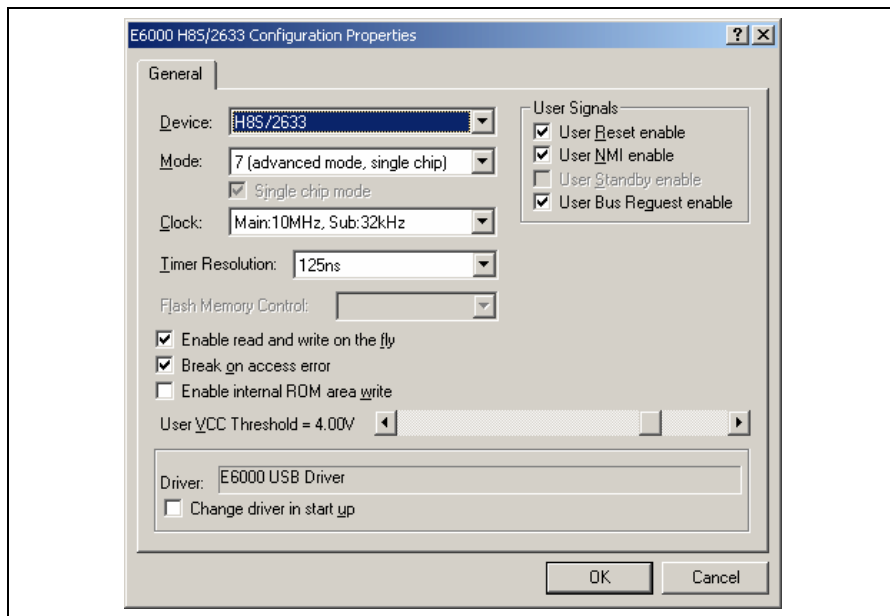 E6000 H8S/2633 Configuration Properties
General
Device: H8S/2633
Mode: 7 (advanced mode, single chip)
Single chip mode
Clock: Main:10MHz, Sub:32kHz
Timer Resolution: 125ns
Flash Memory Control:
Enable read and write on the fly
Break on access error
Enable internal ROM area write
User VCC Threshold = 4.00V
User Signals
User Reset enable
User NMI enable
User Standby enable
User Bus Reguest enable
Driver: E6000 USB Driver
Change driver in start up
OK Cancel